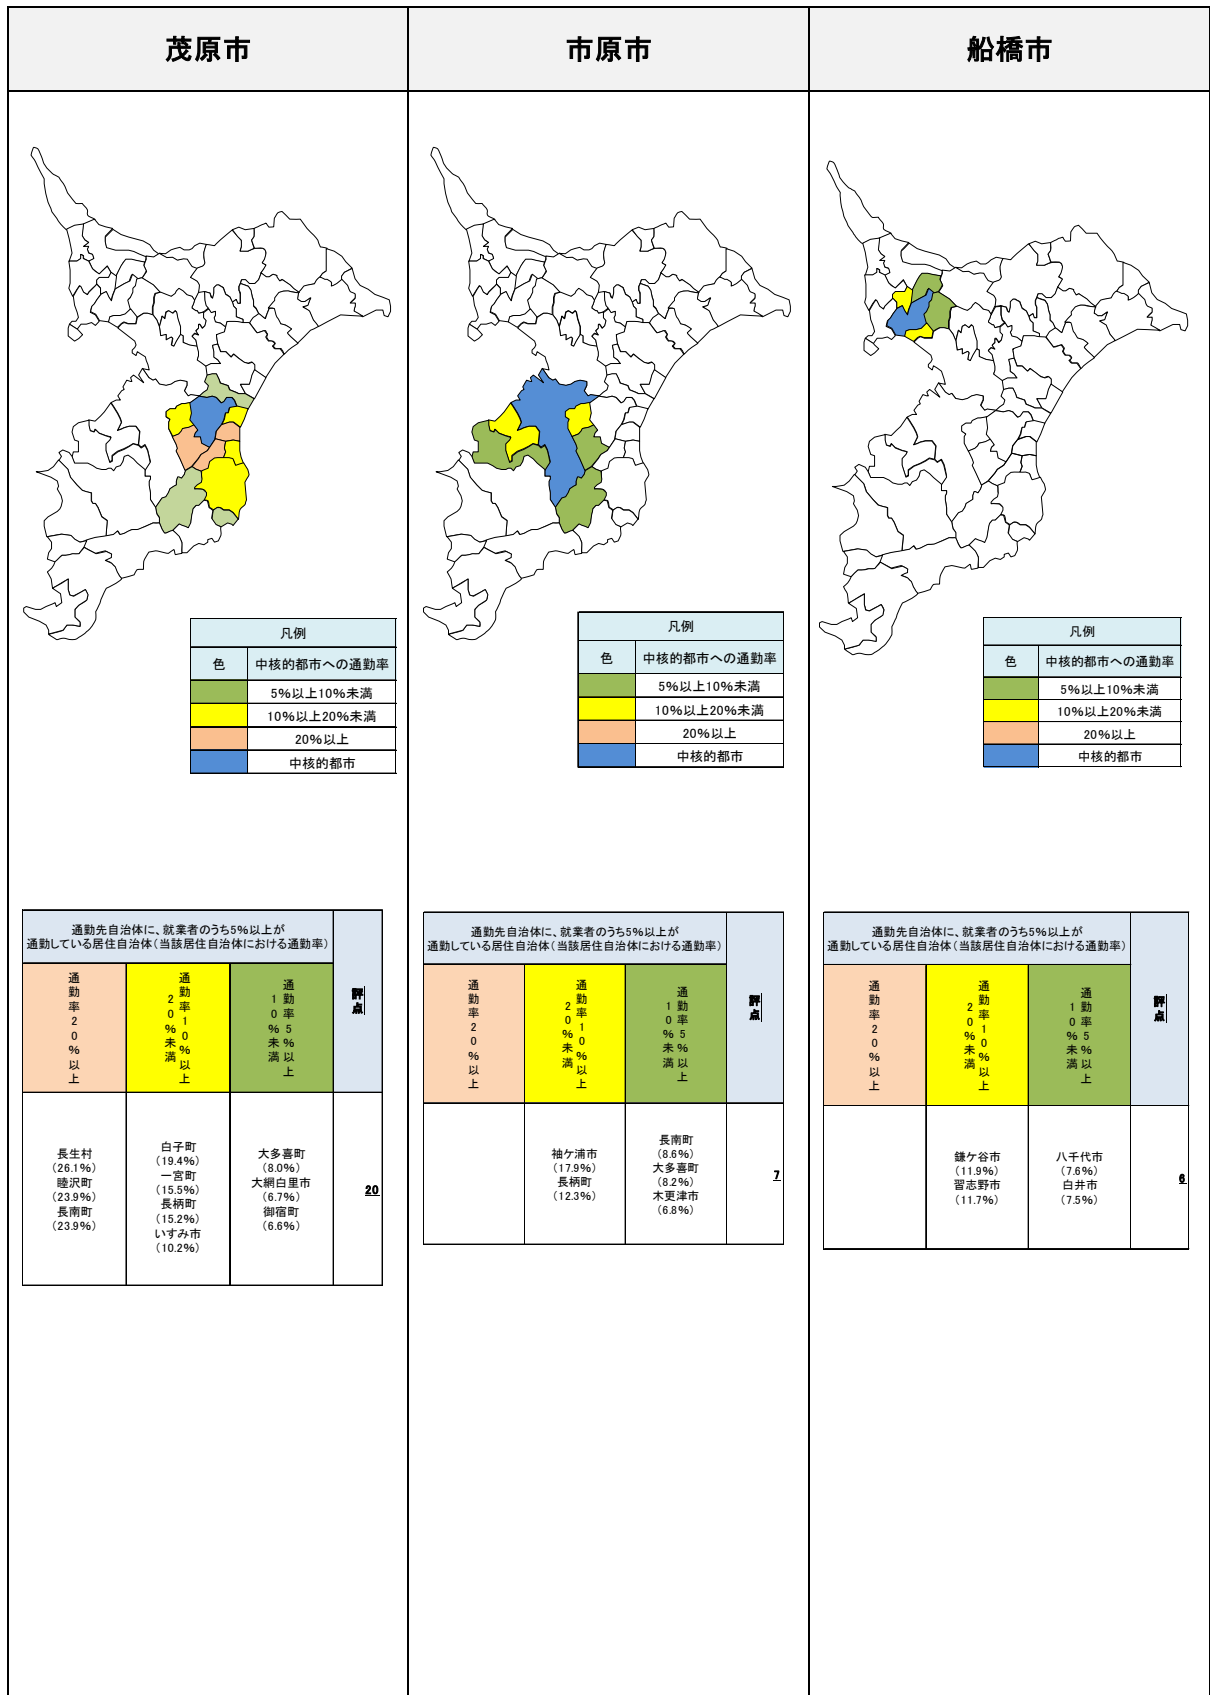 茂原市
市原市
船橋市
凡例
色
中核的都市への通勤率
5%以上10%未満
10%以上20%未満
20%以上
中核的都市
凡例
色
中核的都市への通勤率
5%以上10%未満
10%以上20%未満
20%以上
中核的都市
凡例
色
中核的都市への通勤率
5%以上10%未満
10%以上20%未満
20%以上
中核的都市
通勤先自治体に、就業者のうち5%以上が
通勤している居住自治体(当該居住自治体における通勤率)
評点
通勤率20%以上
通勤率10%以上
20%未満
通勤率5%以上
10%未満
長生村
(26.1%)
睦沢町
(23.9%)
長南町
(23.9%)
白子町
(19.4%)
一宮町
(15.5%)
長柄町
(15.2%)
いすみ市
(10.2%)
大多喜町
(8.0%)
大網白里市
(6.7%)
御宿町
(6.6%)
20
通勤先自治体に、就業者のうち5%以上が
通勤している居住自治体(当該居住自治体における通勤率)
評点
通勤率20%以上
通勤率10%以上
20%未満
通勤率5%以上
10%未満
袖ケ浦市
(17.9%)
長柄町
(12.3%)
長南町
(8.6%)
大多喜町
(8.2%)
木更津市
(6.8%)
7
通勤先自治体に、就業者のうち5%以上が
通勤している居住自治体(当該居住自治体における通勤率)
評点
通勤率20%以上
通勤率10%以上
20%未満
通勤率5%以上
10%未満
鎌ケ谷市
(11.9%)
習志野市
(11.7%)
八千代市
(7.6%)
白井市
(7.5%)
6